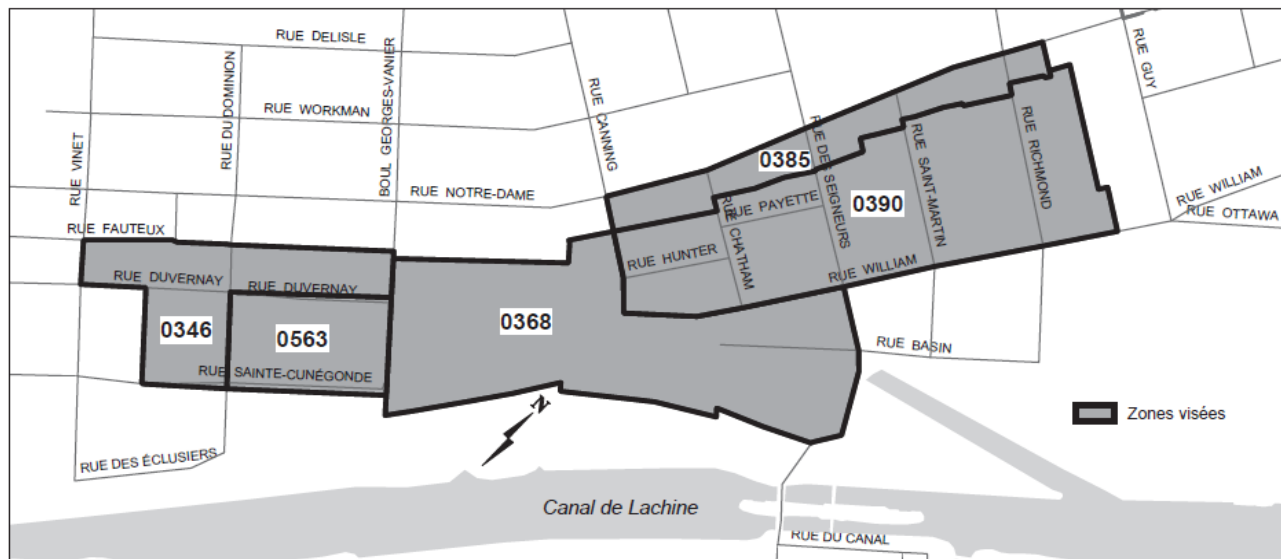 RUE DELISLE
RUE DU DOMINION
BOUL GEORGES-VANIER
RUE GUY
RUE WORKMAN
RUE CANNING
RUE VINET
RUE NOTRE-DAME
0385
RUE DES SEIGNEURS
RUE SAINT-MARTIN
RUE RICHMOND
RUE WILLIAM
RUE OTTAWA
RUE PAYETTE
0390
RUE FAUTEUX
RUE HUNTER
RUE CHATHAM
RUE WILLIAM
RUE DUVERNAY
RUE DUVERNAY
0346
0563
0368
RUE BASIN
RUE SAINTE-CUNÉGONDE
N
Zones visées
RUE DES ÉCLUSIERS
Canal de Lachine
RUE DU CANAL